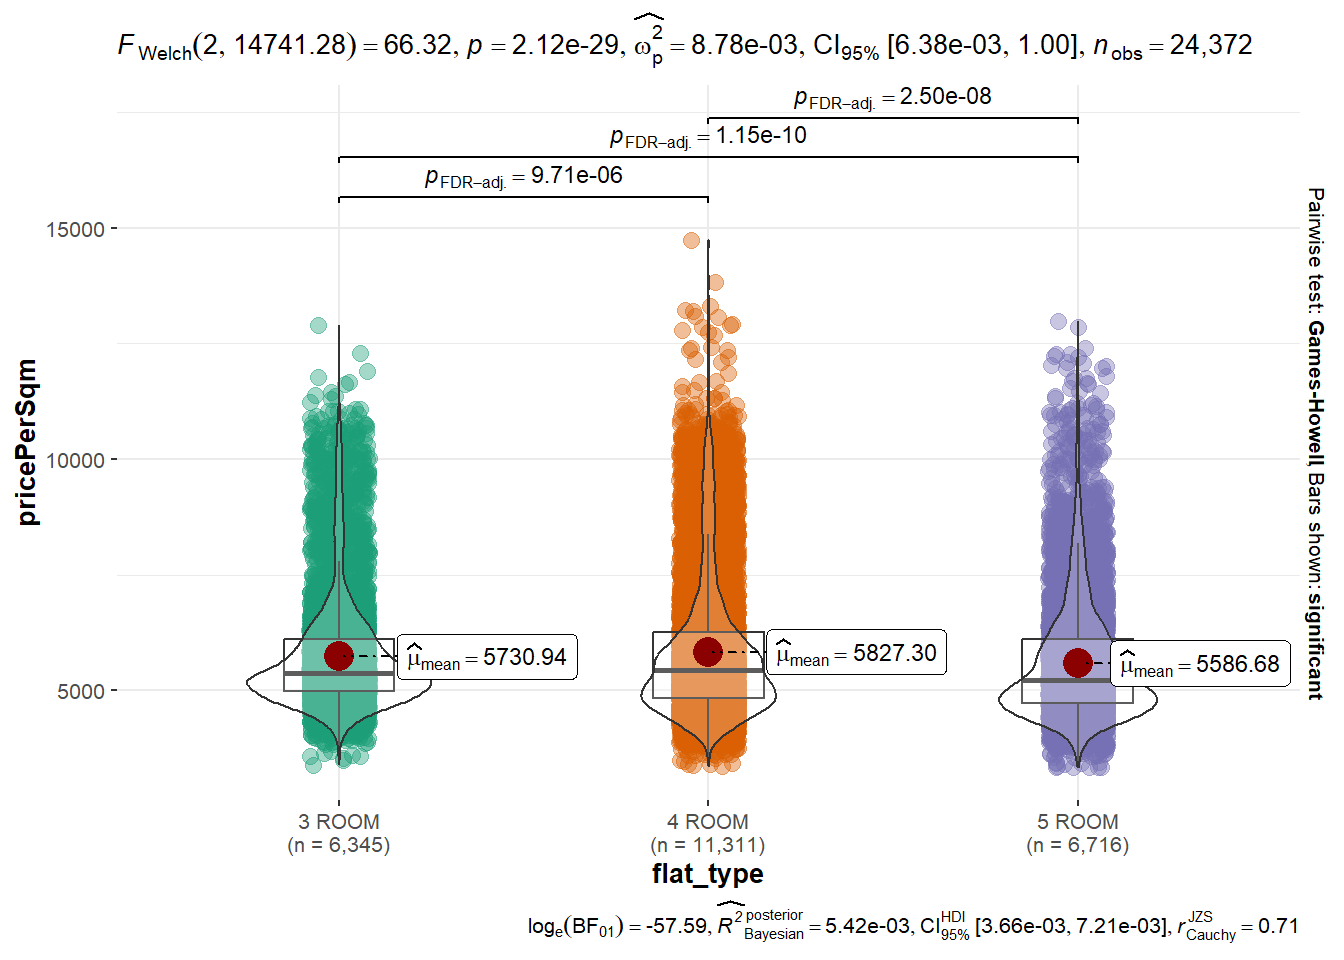 F Welch(2, 14741.28) = 66.32, p = 2.12e-29, ω̂²p = 8.78e-03, CI95% [6.38e-03, 1.00], nobs = 24,372
pFDR–adj. = 2.50e-08
pFDR–adj. = 1.15e-10
pFDR–adj. = 9.71e-06
15000
10000
5000
pricePerSqm
μ̂mean = 5730.94
μ̂mean = 5827.30
μ̂mean = 5586.68
Pairwise test: Games-Howell, Bars shown: significant
3 ROOM
(n = 6,345)
4 ROOM
(n = 11,311)
5 ROOM
(n = 6,716)
flat_type
loge(BF01) = -57.59, R̂² posterior Bayesian = 5.42e-03, CI HDI 95% [3.66e-03, 7.21e-03], r JZS Cauchy = 0.71